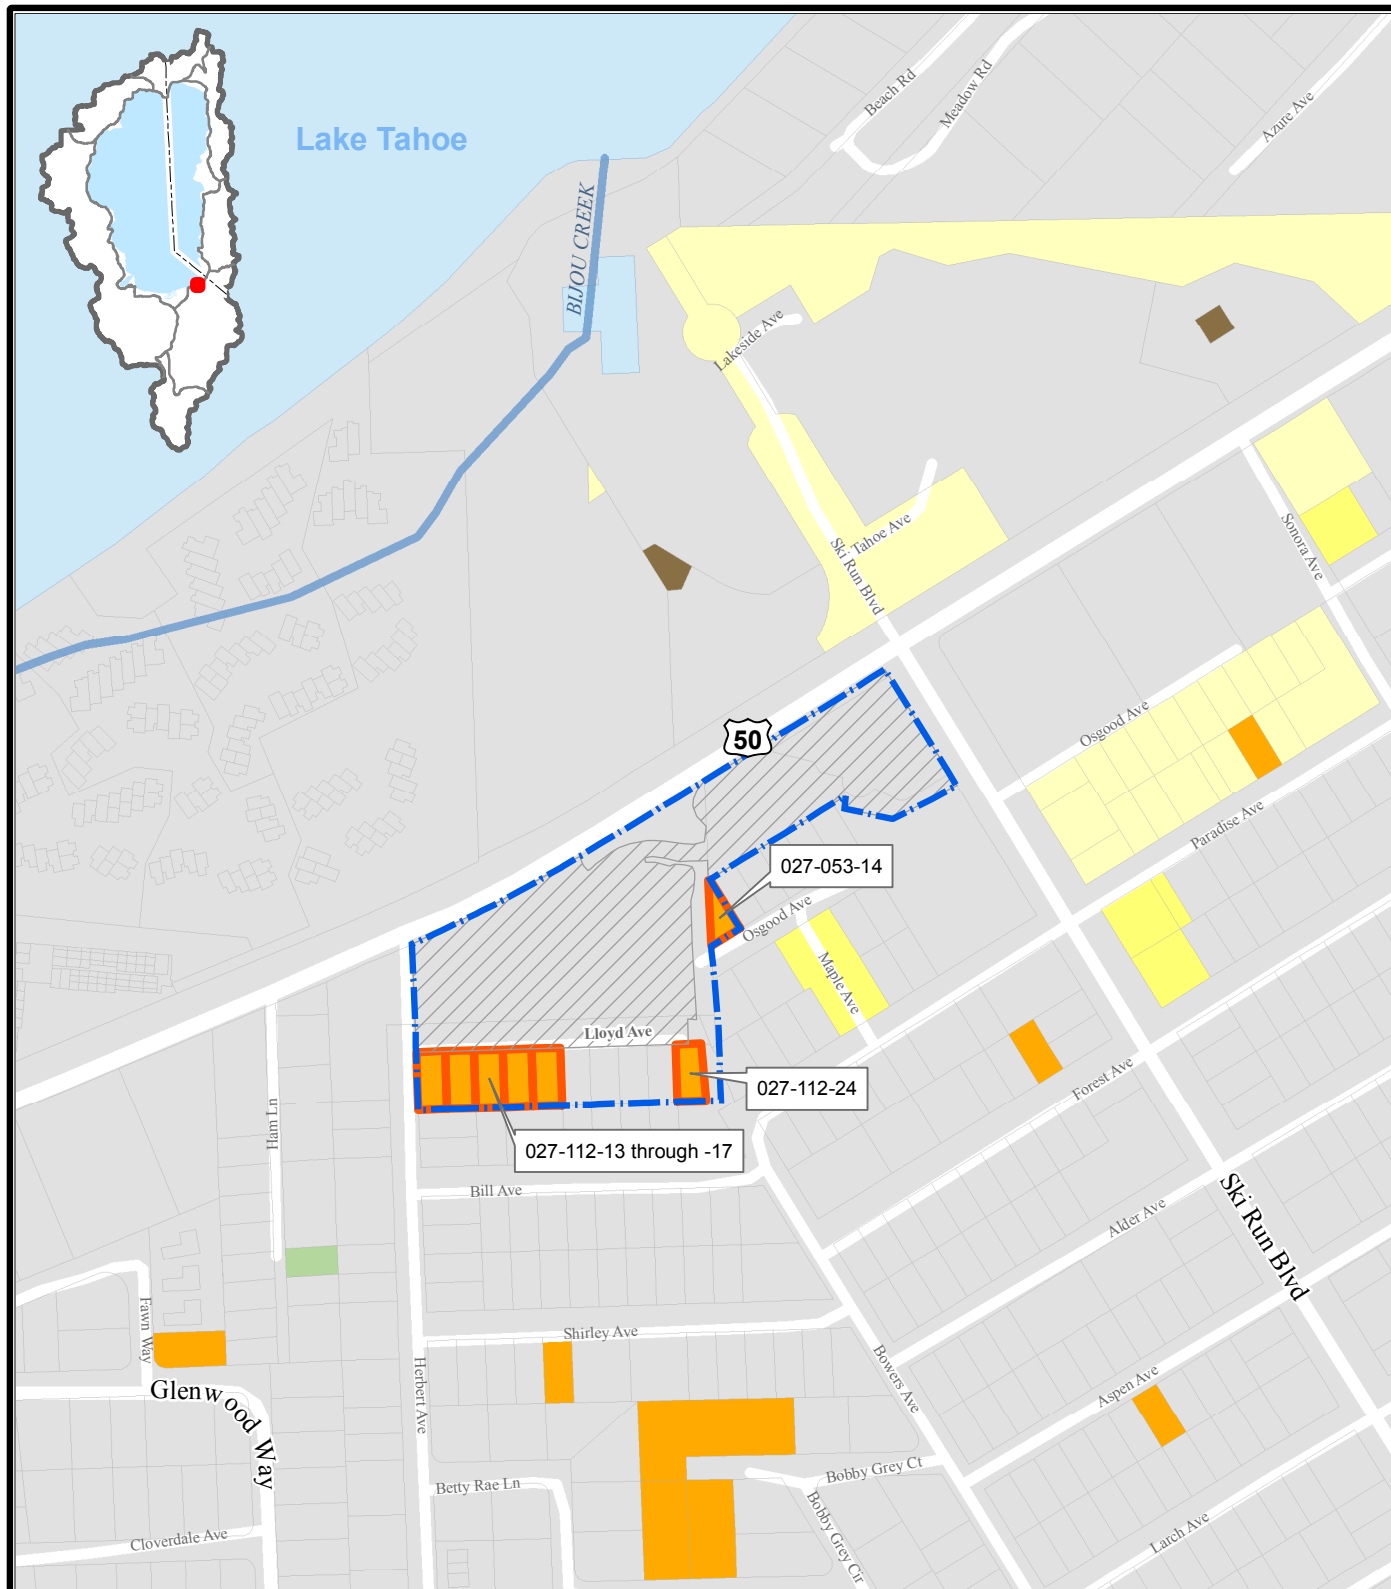 Lake Tahoe
BIJOU CREEK
Beach Rd
Meadow Rd
Azure Ave
Lakeside Ave
Tahoe Ave
Ski Run Blvd
Sonora Ave
50
Osgood Ave
Paradise Ave
027-053-14
Osgood Ave
Maple Ave
Lloyd Ave
027-112-24
027-112-13 through -17
Forest Ave
Ham Ln
Bill Ave
Alder Ave
Ski Run Blvd
Fawn Way
Shirley Ave
Herbert Ave
Bowers Ave
Aspen Ave
Glenwood Way
Betty Rae Ln
Bobby Grey Ct
Bobby Grey Cir
Cloverdale Ave
Larch Ave